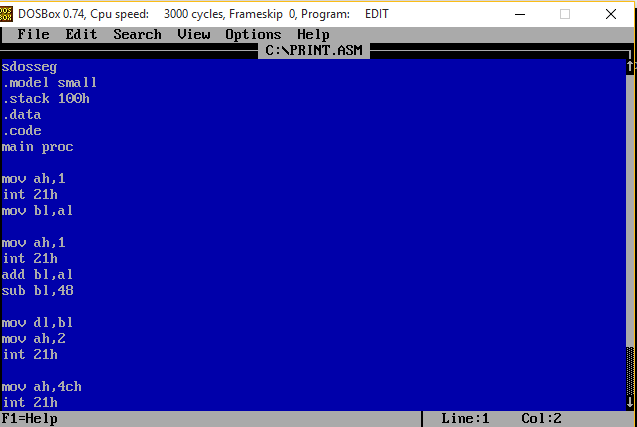 DOS BOX DOSBox 0.74, Cpu speed: 3000 cycles, Frameskip 0, Program: EDIT
File Edit Search View Options Help
C:\PRINT.ASM
sdosseg
.model small
.stack 100h
.data
.code
main proc
mov ah,1
int 21h
mov bl,al
mov ah,1
int 21h
add bl,al
sub bl,48
mov dl,bl
mov ah,2
int 21h
mov ah,4ch
int 21h
F1=Help Line:1 Col:2